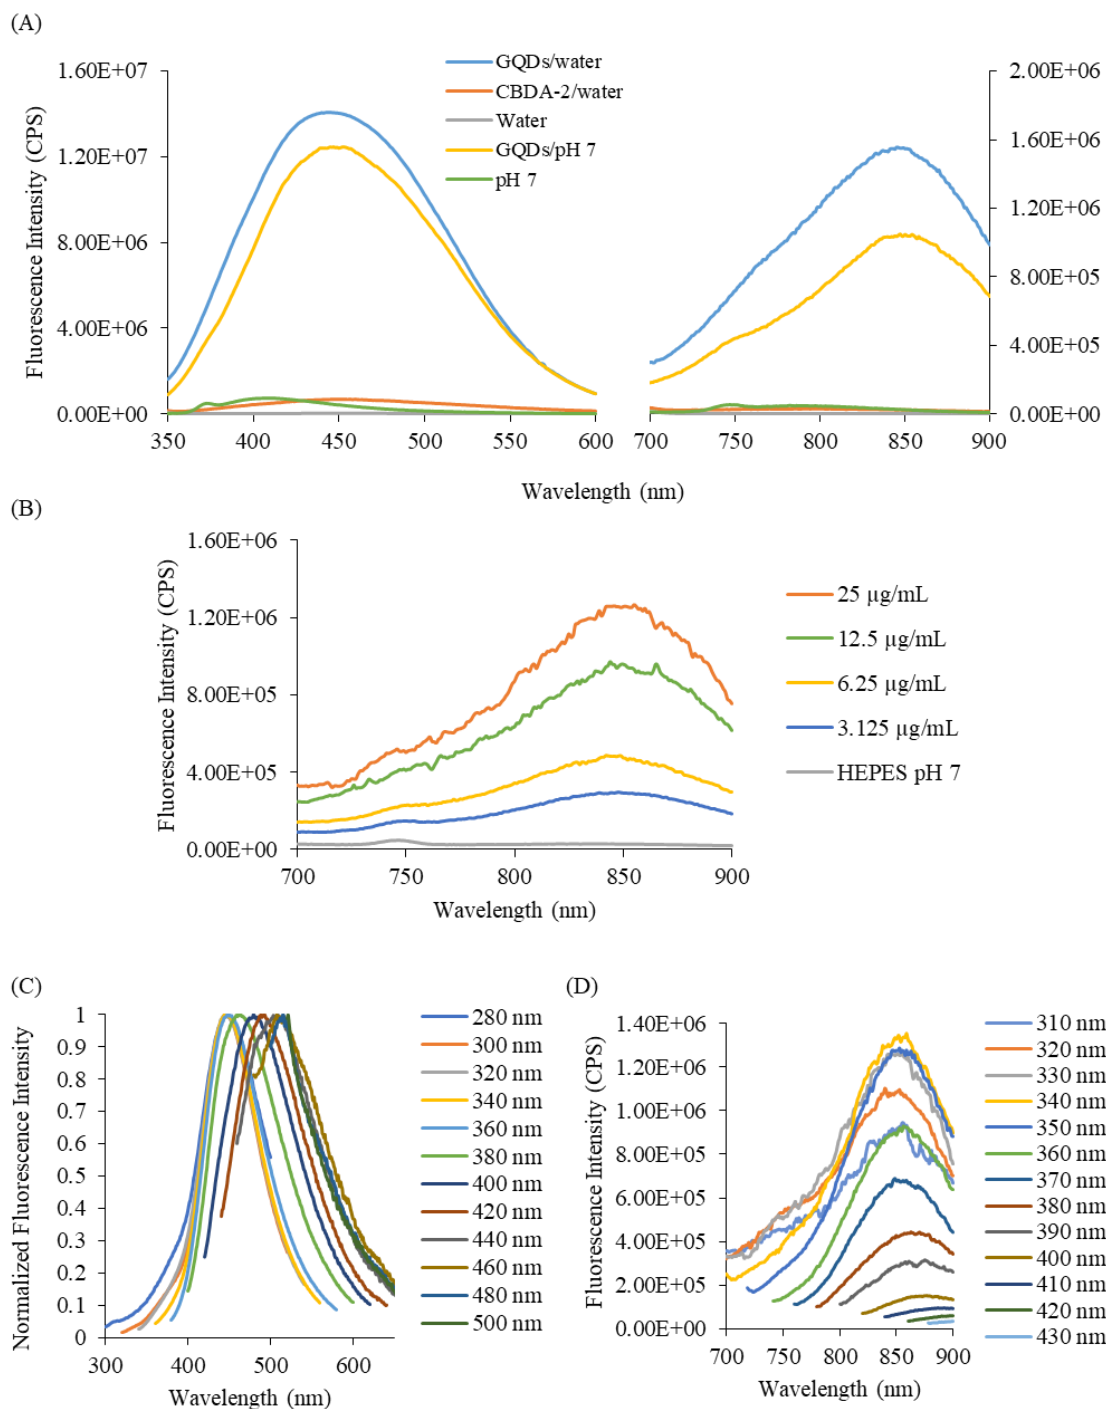 (A)
GQDs/water
CBDA-2/water
Water
GQDs/pH 7
pH 7
Fluorescence Intensity (CPS)
1.60E+07
1.20E+07
8.00E+06
4.00E+06
0.00E+00
350 400 450 500 550 600
2.00E+06
1.60E+06
1.20E+06
8.00E+05
4.00E+05
0.00E+00
700 750 800 850 900
Wavelength (nm)
(B)
Fluorescence Intensity (CPS)
1.60E+06
1.20E+06
8.00E+05
4.00E+05
0.00E+00
700 750 800 850 900
Wavelength (nm)
25 µg/mL
12.5 µg/mL
6.25 µg/mL
3.125 µg/mL
HEPES pH 7
(C)
Normalized Fluorescence Intensity
1
0.9
0.8
0.7
0.6
0.5
0.4
0.3
0.2
0.1
0
300 400 500 600
Wavelength (nm)
280 nm
300 nm
320 nm
340 nm
360 nm
380 nm
400 nm
420 nm
440 nm
460 nm
480 nm
500 nm
(D)
Fluorescence Intensity (CPS)
1.40E+06
1.20E+06
1.00E+06
8.00E+05
6.00E+05
4.00E+05
2.00E+05
0.00E+00
700 750 800 850 900
Wavelength (nm)
310 nm
320 nm
330 nm
340 nm
350 nm
360 nm
370 nm
380 nm
390 nm
400 nm
410 nm
420 nm
430 nm